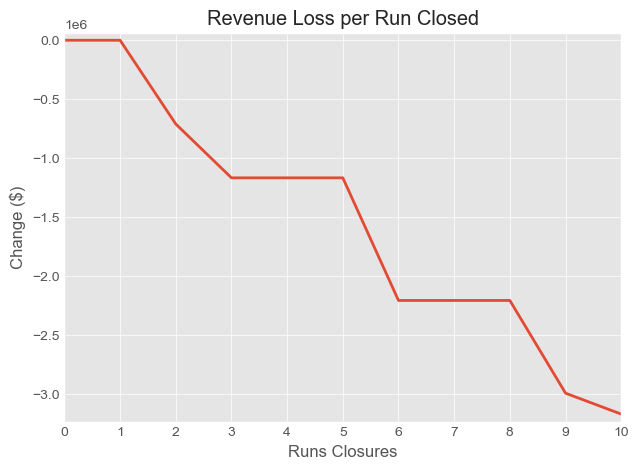 Revenue Loss per Run Closed
1e6
0.0
−0.5
−1.0
−1.5
−2.0
−2.5
−3.0
Change ($)
0 1 2 3 4 5 6 7 8 9 10
Runs Closures